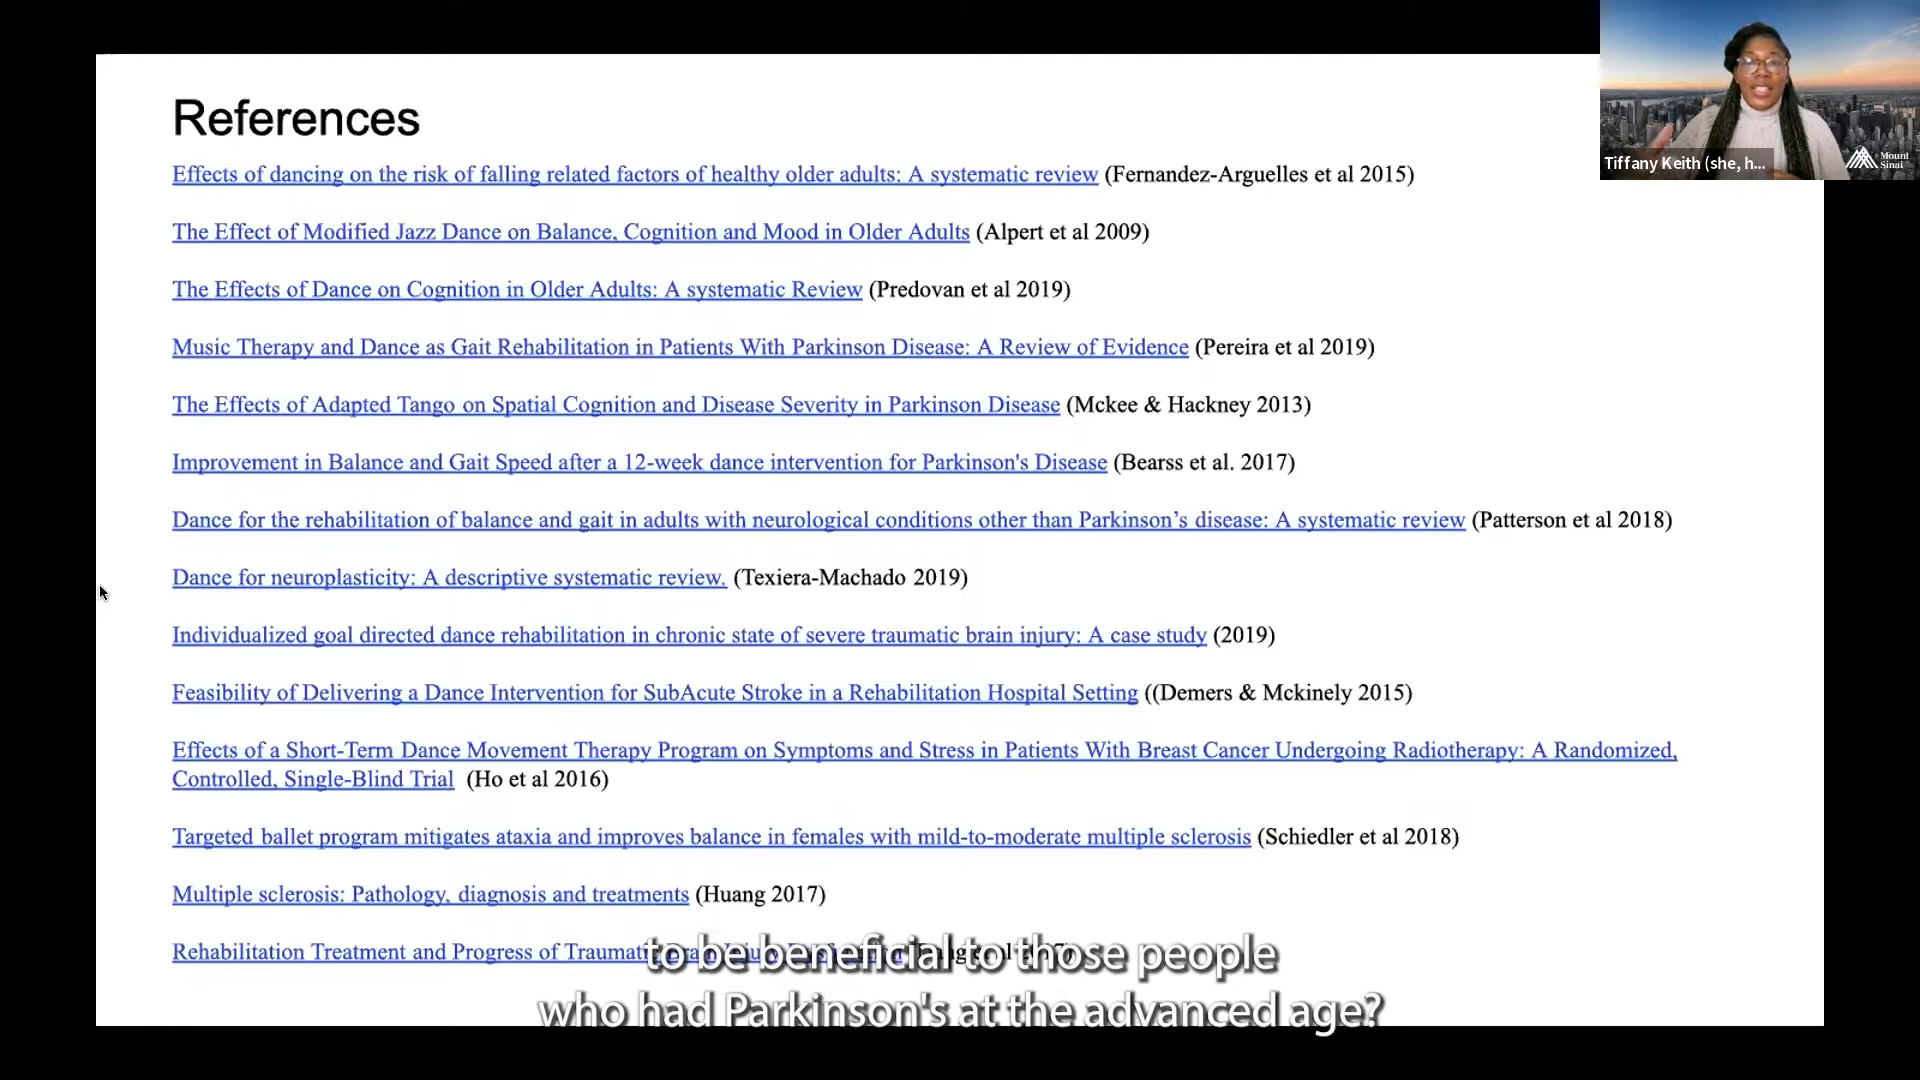 References
Effects of dancing on the risk of falling related factors of healthy older adults: A systematic review (Fernandez-Arguelles et al 2015)
The Effect of Modified Jazz Dance on Balance, Cognition and Mood in Older Adults (Alpert et al 2009)
The Effects of Dance on Cognition in Older Adults: A systematic Review (Predovan et al 2019)
Music Therapy and Dance as Gait Rehabilitation in Patients With Parkinson Disease: A Review of Evidence (Pereira et al 2019)
The Effects of Adapted Tango on Spatial Cognition and Disease Severity in Parkinson Disease (Mckee & Hackney 2013)
Improvement in Balance and Gait Speed after a 12-week dance intervention for Parkinson's Disease (Bearss et al. 2017)
Dance for the rehabilitation of balance and gait in adults with neurological conditions other than Parkinson’s disease: A systematic review (Patterson et al 2018)
Dance for neuroplasticity: A descriptive systematic review. (Texiera-Machado 2019)
Individualized goal directed dance rehabilitation in chronic state of severe traumatic brain injury: A case study (2019)
Feasibility of Delivering a Dance Intervention for SubAcute Stroke in a Rehabilitation Hospital Setting ((Demers & Mckinely 2015)
Effects of a Short-Term Dance Movement Therapy Program on Symptoms and Stress in Patients With Breast Cancer Undergoing Radiotherapy: A Randomized,
Controlled, Single-Blind Trial (Ho et al 2016)
Targeted ballet program mitigates ataxia and improves balance in females with mild-to-moderate multiple sclerosis (Schiedler et al 2018)
Multiple sclerosis: Pathology, diagnosis and treatments (Huang 2017)
Rehabilitation Treatment and Progress of
to be beneficial to those people
who had Parkinson's at the advanced age?
Tiffany Keith (she, h...
Mount
Sinai